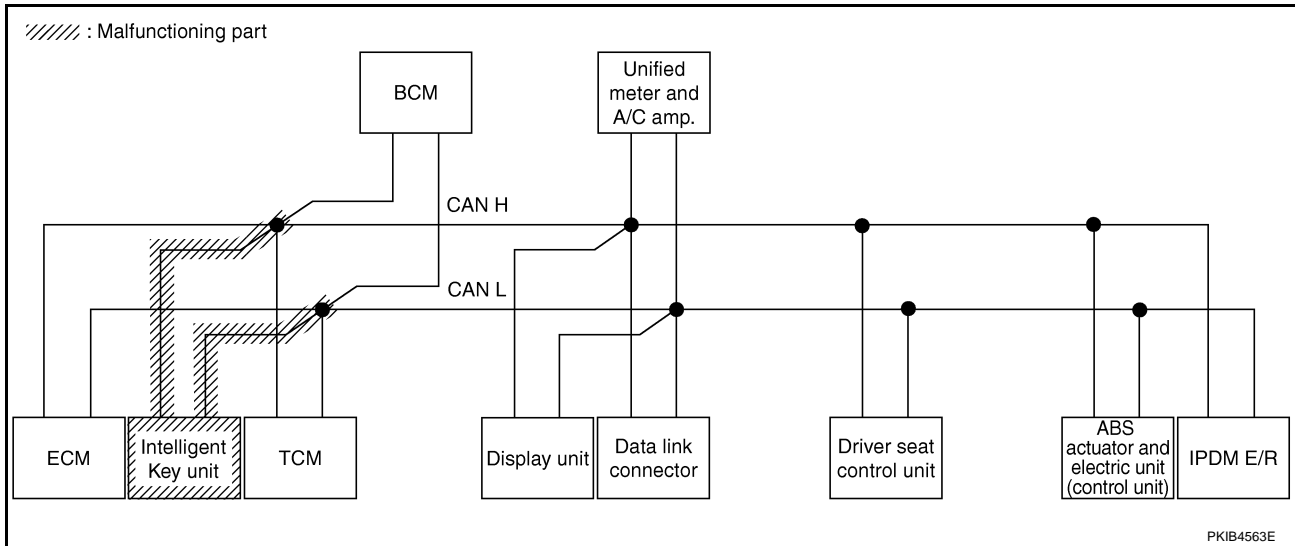 : Malfunctioning part
BCM
Unified
meter and
A/C amp.
CAN H
CAN L
ECM
Intelligent
Key unit
TCM
Display unit
Data link
connector
Driver seat
control unit
ABS
actuator and
electric unit
(control unit)
IPDM E/R
PKIB4563E